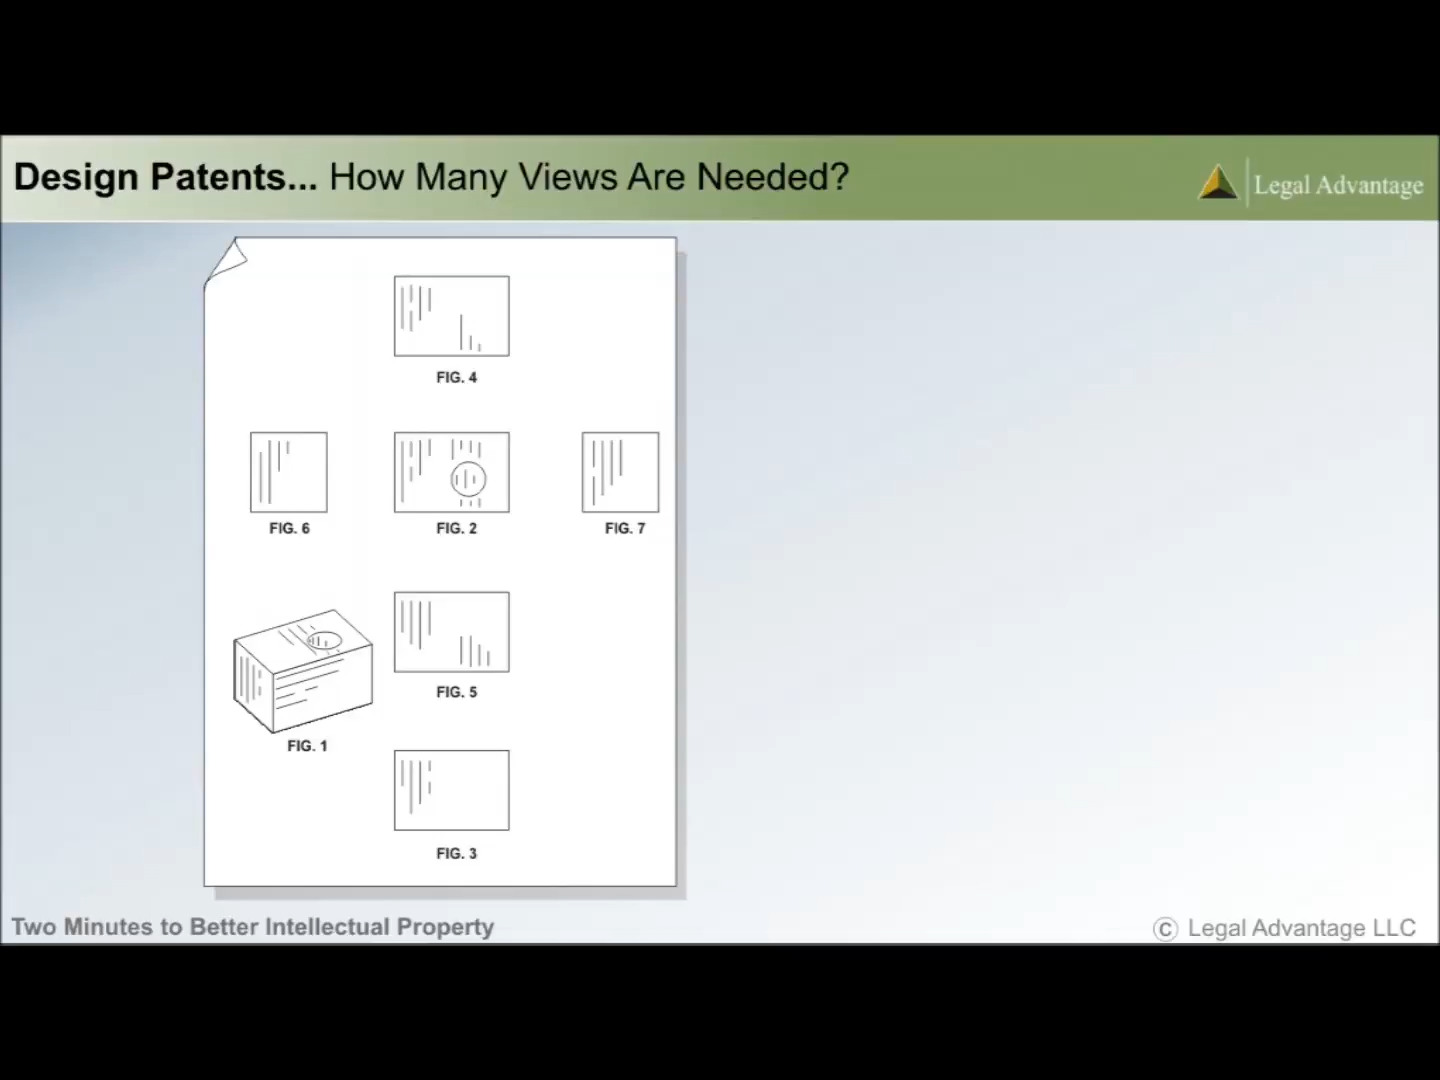 Design Patents... How Many Views Are Needed?
Legal Advantage
FIG. 4
FIG. 6
FIG. 2
FIG. 7
FIG. 5
FIG. 1
FIG. 3
Two Minutes to Better Intellectual Property
© Legal Advantage LLC